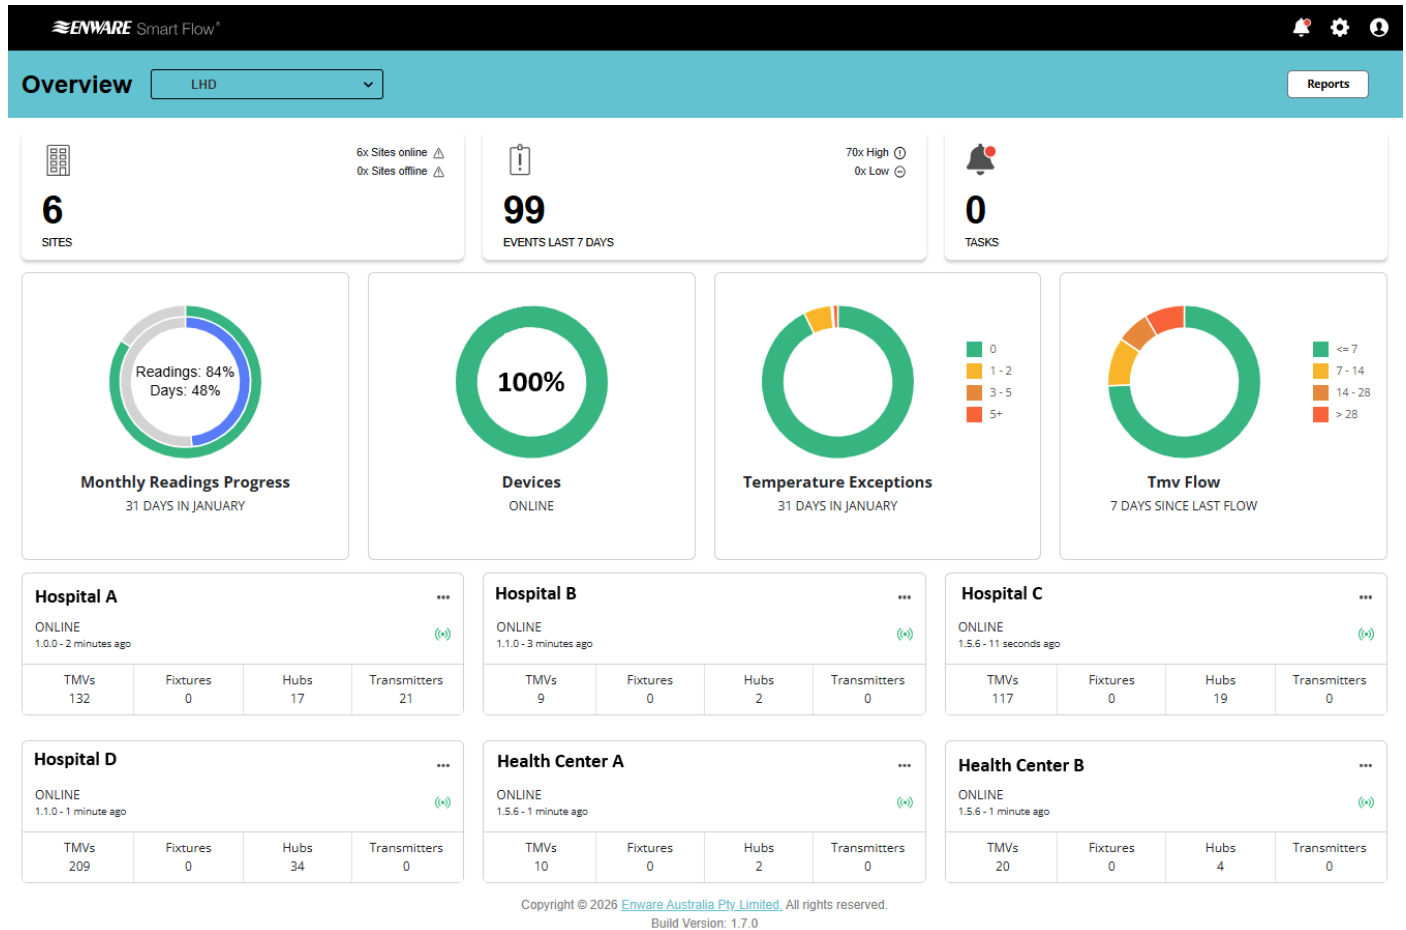 ENWARE Smart Flow®
Overview
LHD
Reports
6x Sites online
0x Sites offline
6
SITES
70x High
0x Low
99
EVENTS LAST 7 DAYS
0
TASKS
Readings: 84%
Days: 48%
Monthly Readings Progress
31 DAYS IN JANUARY
100%
Devices
ONLINE
0
1 - 2
3 - 5
5+
Temperature Exceptions
31 DAYS IN JANUARY
<= 7
7 - 14
14 - 28
> 28
Tmv Flow
7 DAYS SINCE LAST FLOW
Hospital A
ONLINE
1.0.0 - 2 minutes ago
TMVs Fixtures Hubs Transmitters
132 0 17 21
Hospital B
ONLINE
1.1.0 - 3 minutes ago
TMVs Fixtures Hubs Transmitters
9 0 2 0
Hospital C
ONLINE
1.5.6 - 11 seconds ago
TMVs Fixtures Hubs Transmitters
117 0 19 0
Hospital D
ONLINE
1.1.0 - 1 minute ago
TMVs Fixtures Hubs Transmitters
209 0 34 0
Health Center A
ONLINE
1.5.6 - 1 minute ago
TMVs Fixtures Hubs Transmitters
10 0 2 0
Health Center B
ONLINE
1.5.6 - 1 minute ago
TMVs Fixtures Hubs Transmitters
20 0 4 0
Copyright © 2026 Enware Australia Pty Limited. All rights reserved.
Build Version: 1.7.0